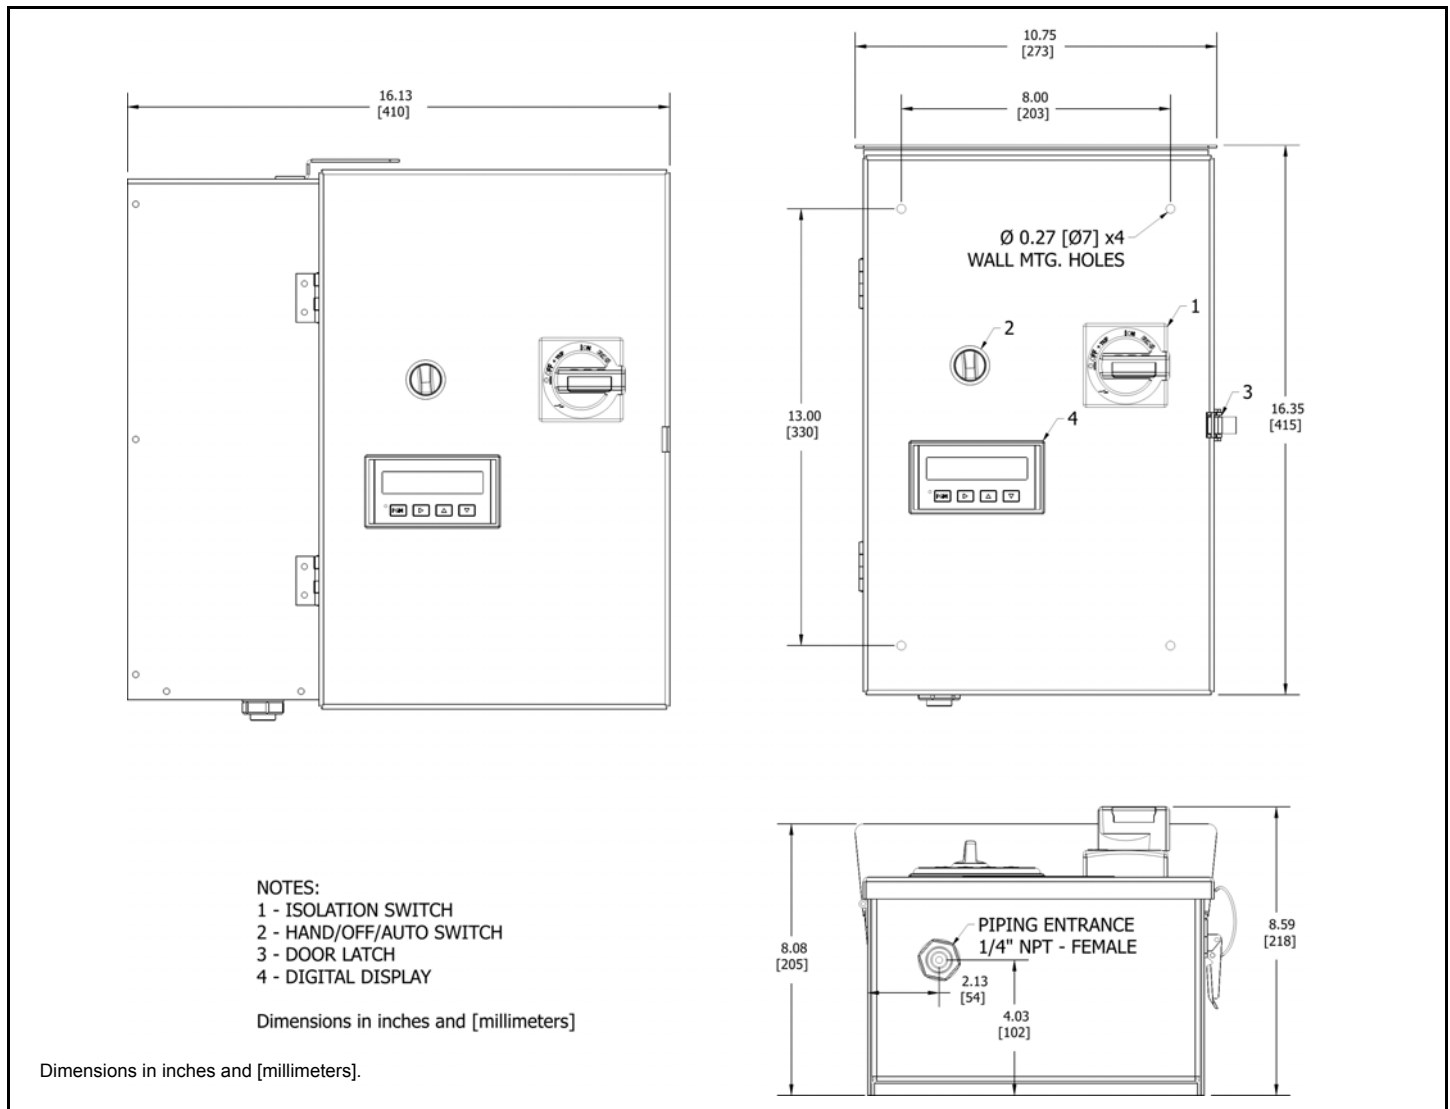 16.13
[410]
10.75
[273]
8.00
[203]
Ø 0.27 [Ø7] x4
WALL MTG. HOLES
1
2
3
4
13.00
[330]
16.35
[415]
PGM
PGM
NOTES:
1 - ISOLATION SWITCH
2 - HAND/OFF/AUTO SWITCH
3 - DOOR LATCH
4 - DIGITAL DISPLAY
Dimensions in inches and [millimeters]
8.08
[205]
PIPING ENTRANCE
1/4" NPT - FEMALE
2.13
[54]
4.03
[102]
8.59
[218]
Dimensions in inches and [millimeters].